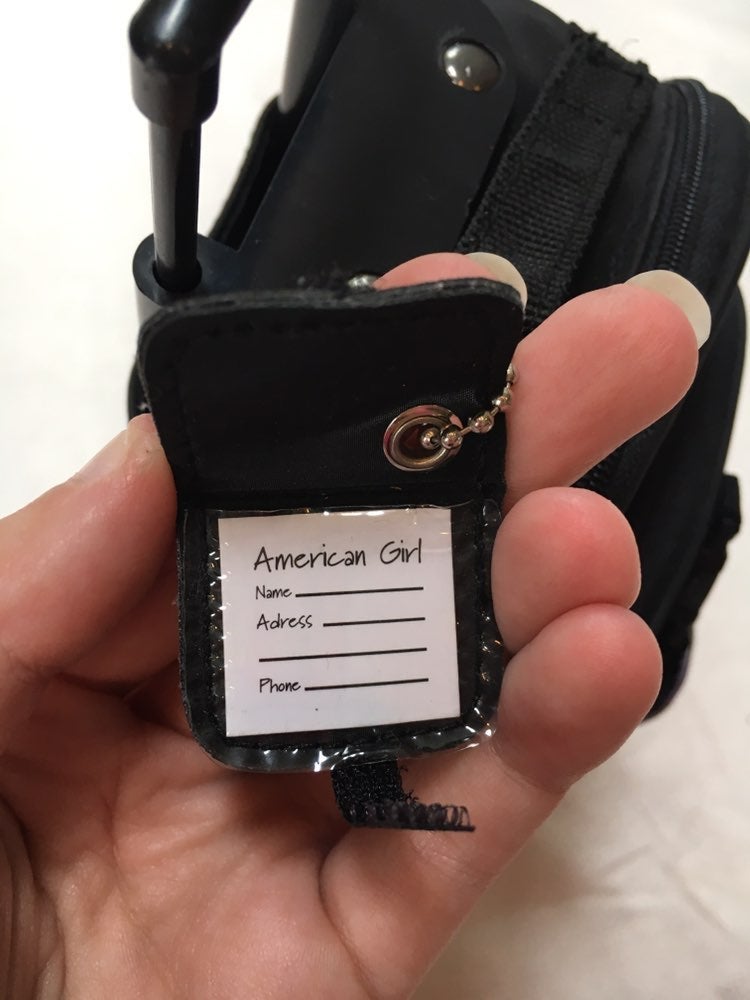 American Girl
Name
Adress
Phone